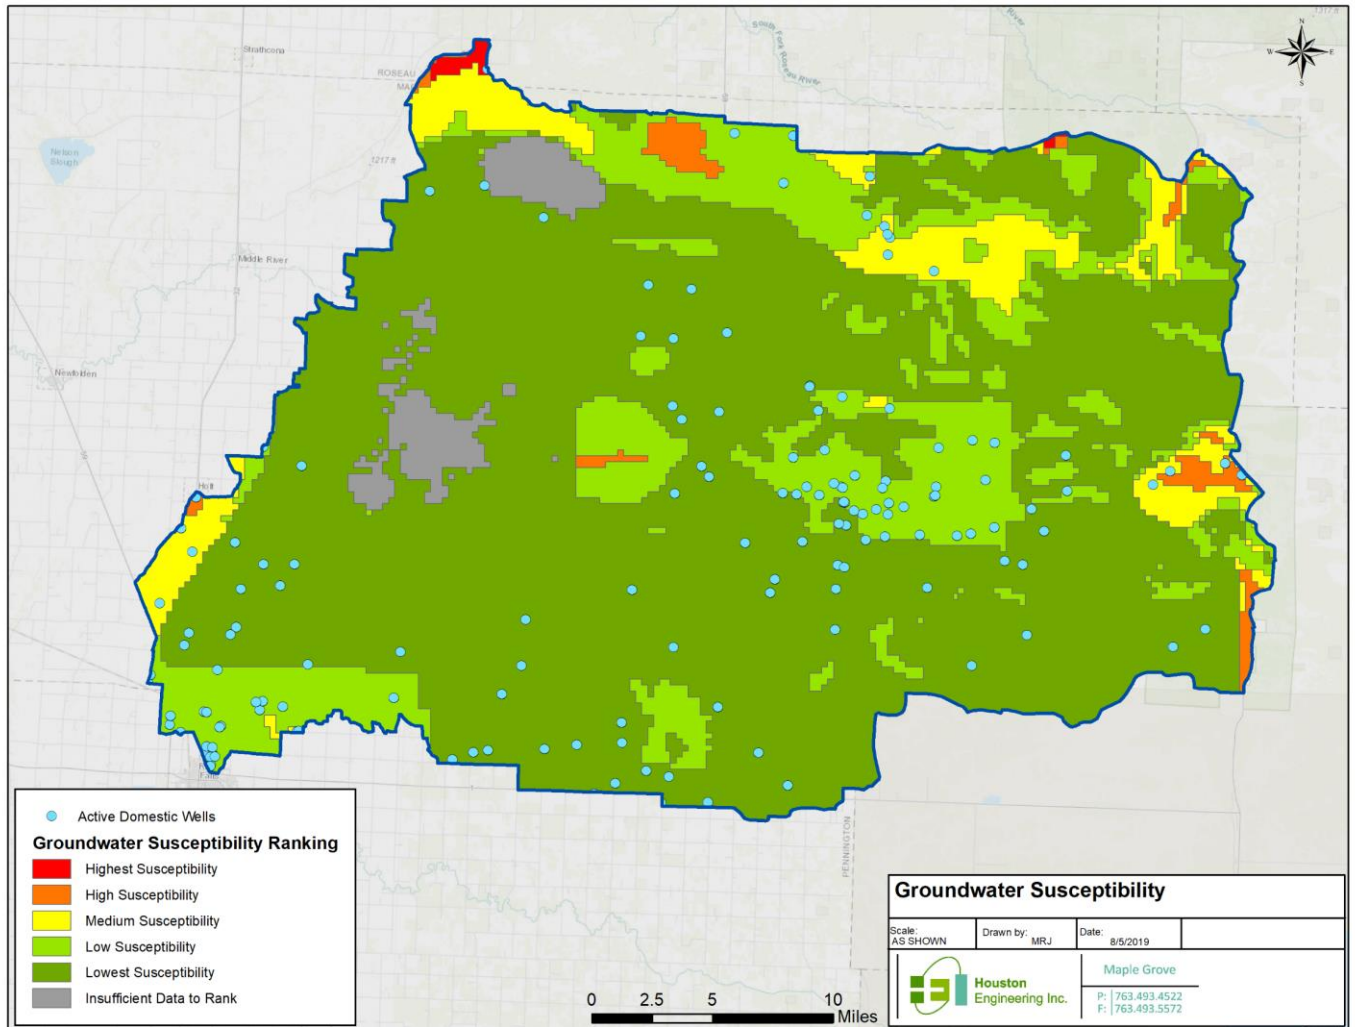 1317 ft
River
South Fork Roseau River
N
W
E
S
Strathcona
ROSEAU
Nelson
Slough
1217 ft
Middle River
Newfolden
Holt
Falls
PENNINGTON
Active Domestic Wells
Groundwater Susceptibility Ranking
Highest Susceptibility
High Susceptibility
Medium Susceptibility
Low Susceptibility
Lowest Susceptibility
Insufficient Data to Rank
0 2.5 5 10
Miles
Groundwater Susceptibility
Scale: AS SHOWN
Drawn by: MRJ
Date: 8/5/2019
Houston
Engineering Inc.
Maple Grove
P: 763.493.4522
F: 763.493.5572